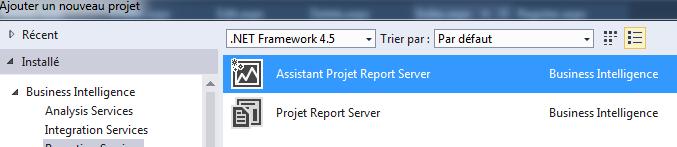 Ajouter un nouveau projet
Récent
.NET Framework 4.5
Trier par :
Par défaut
Installé
Assistant Projet Report Server
Business Intelligence
Business Intelligence
Analysis Services
Projet Report Server
Business Intelligence
Integration Services